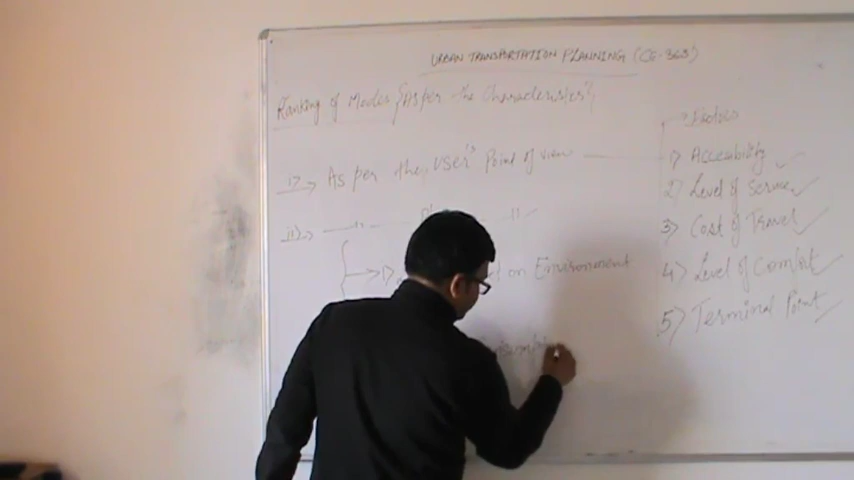 URBAN TRANSPORTATION PLANNING (CE-363)
Ranking of Modes {As per the Characteristics}
i) As per the User's Point of view
ii)
1) on Environment
Factors
1) Accessibility
2) Level of Service
3) Cost of Travel
4) Level of Comfort
5) Terminal Point